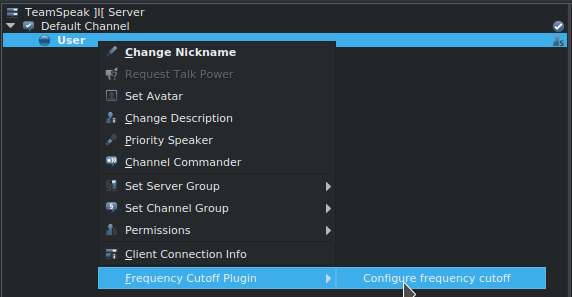 TeamSpeak ]I[ Server
Default Channel
User
Change Nickname
Request Talk Power
Set Avatar
Change Description
Priority Speaker
Channel Commander
Set Server Group
Set Channel Group
Permissions
Client Connection Info
Frequency Cutoff Plugin
Configure frequency cutoff